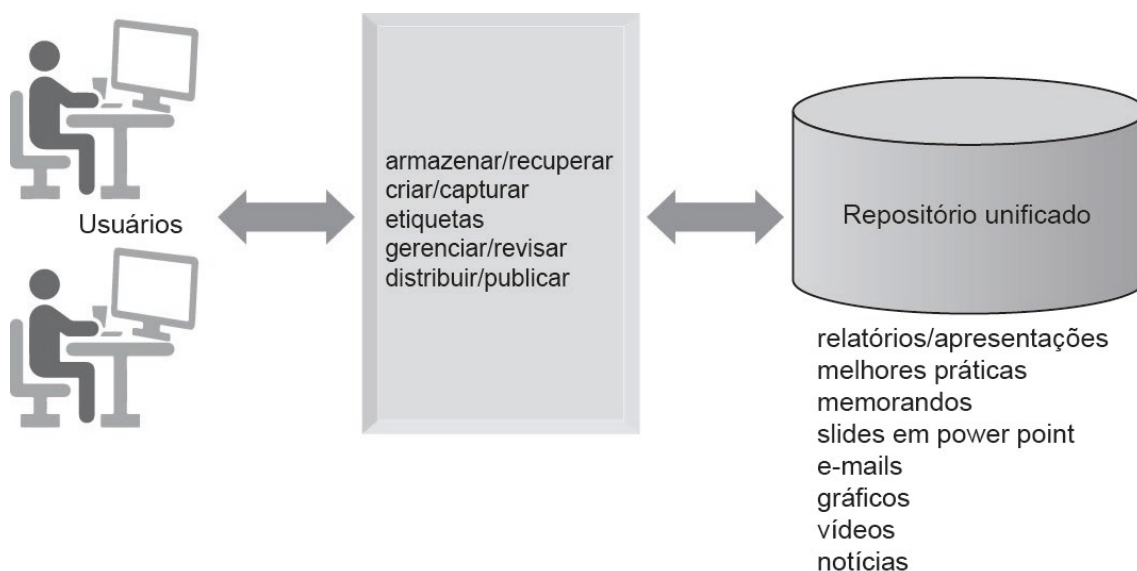 Usuários
armazenar/recuperar
criar/capturar
etiquetas
gerenciar/revisar
distribuir/publicar
Repositório unificado
relatórios/apresentações
melhores práticas
memorandos
slides em power point
e-mails
gráficos
vídeos
notícias